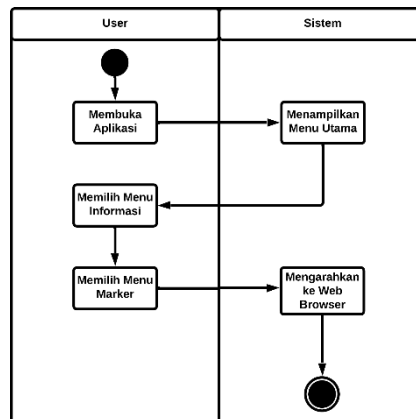 User
Sistem
Membuka
Aplikasi
Menampilkan
Menu Utama
Memilih Menu
Informasi
Memilih Menu
Marker
Mengarahkan
ke Web
Browser